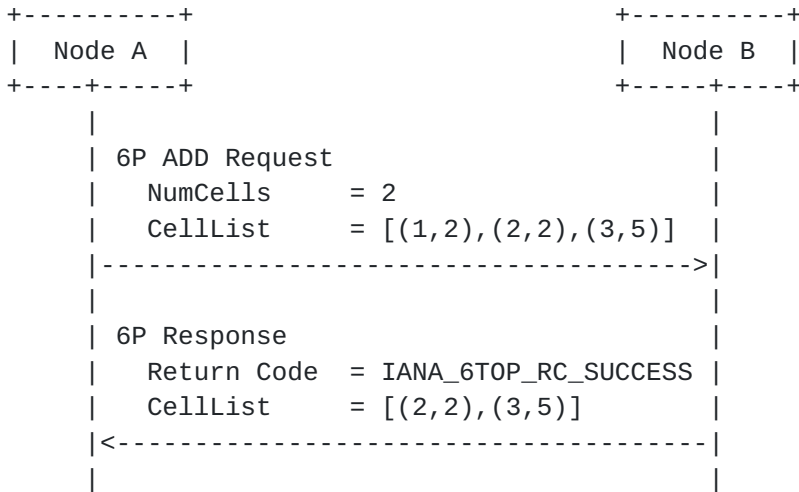 +----------+                           +----------+
|  Node A  |                           |  Node B  |
+----+-----+                           +-----+----+
     |                                       |
     | 6P ADD Request                        |
     |   NumCells     = 2                    |
     |   CellList     = [(1,2),(2,2),(3,5)]  |
     |-------------------------------------->|
     |                                       |
     | 6P Response                           |
     |   Return Code  = IANA_6TOP_RC_SUCCESS |
     |   CellList     = [(2,2),(3,5)]        |
     |<--------------------------------------|
     |                                       |